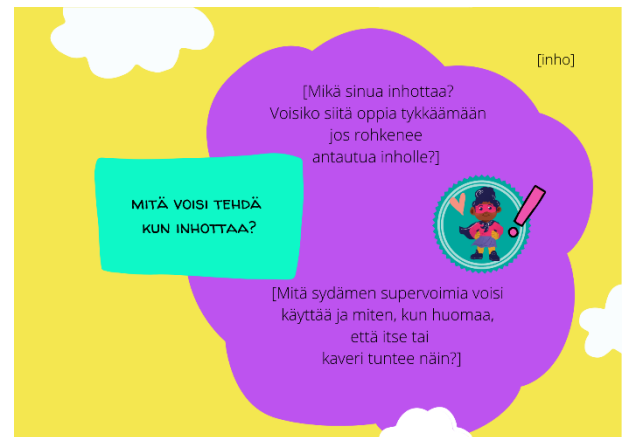 [inho]
[Mikä sinua inhottaa?
Voisiko siitä oppia tykkäämään
jos rohkenee
antautua inholle?]
MITÄ VOISI TEHDÄ
KUN INHOTTAA?
[Mitä sydämen supervoimia voisi
käyttää ja miten, kun huomaa,
että itse tai
kaveri tuntee näin?]